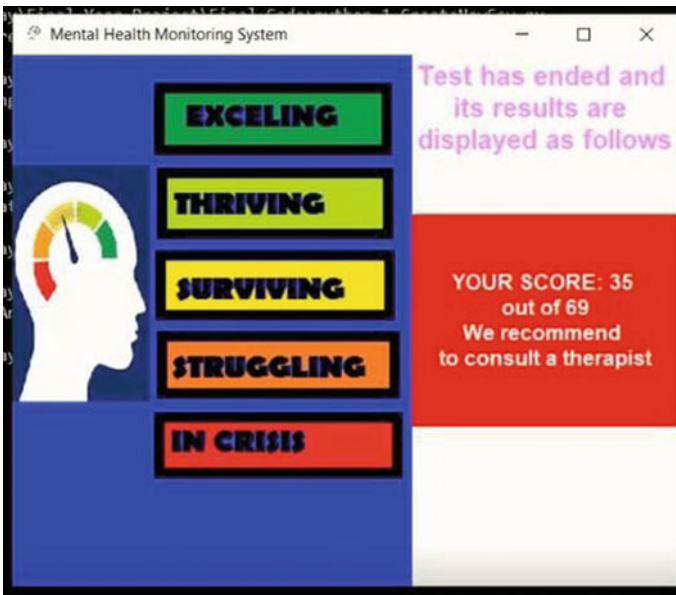 Mental Health Monitoring System
EXCELING
THRIVING
SURVIVING
STRUGGLING
IN CRISIS
Test has ended and
its results are
displayed as follows
YOUR SCORE: 35
out of 69
We recommend
to consult a therapist